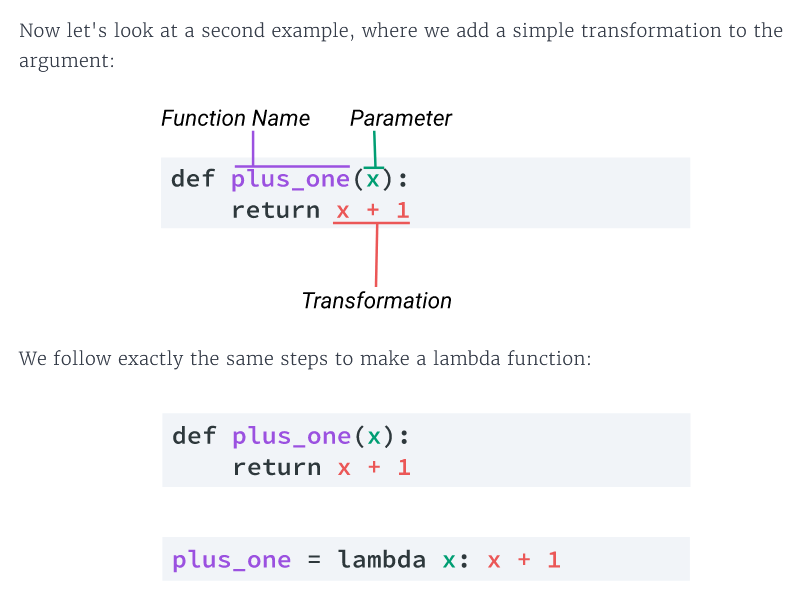 Now let's look at a second example, where we add a simple transformation to the
argument:
Function Name Parameter
def plus_one(x):
    return x + 1
Transformation
We follow exactly the same steps to make a lambda function:
def plus_one(x):
    return x + 1
plus_one = lambda x: x + 1